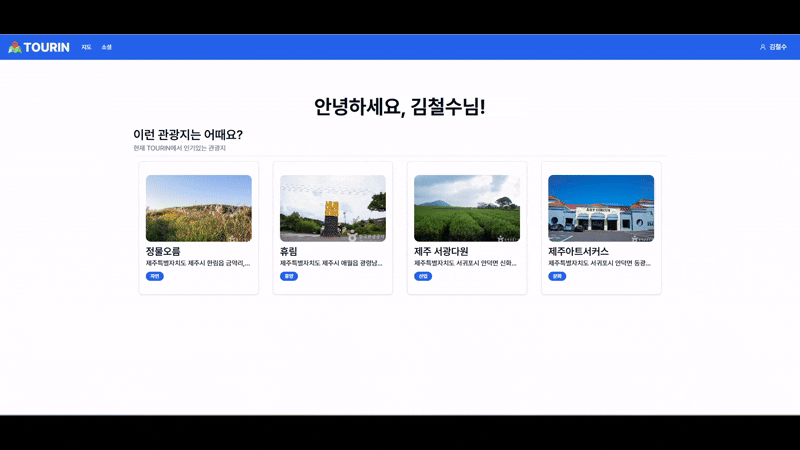 TOURIN 지도 소셜 김철수
안녕하세요, 김철수님!
이런 관광지는 어때요?
현재 TOURIN에서 인기있는 관광지
정물오름
제주특별자치도 제주시 한림읍 금악리,...
자연
휴림
제주특별자치도 제주시 애월읍 광령남...
휴양
제주 서광다원
제주특별자치도 서귀포시 안덕면 신화...
산업
제주아트서커스
제주특별자치도 서귀포시 안덕면 동광...
문화